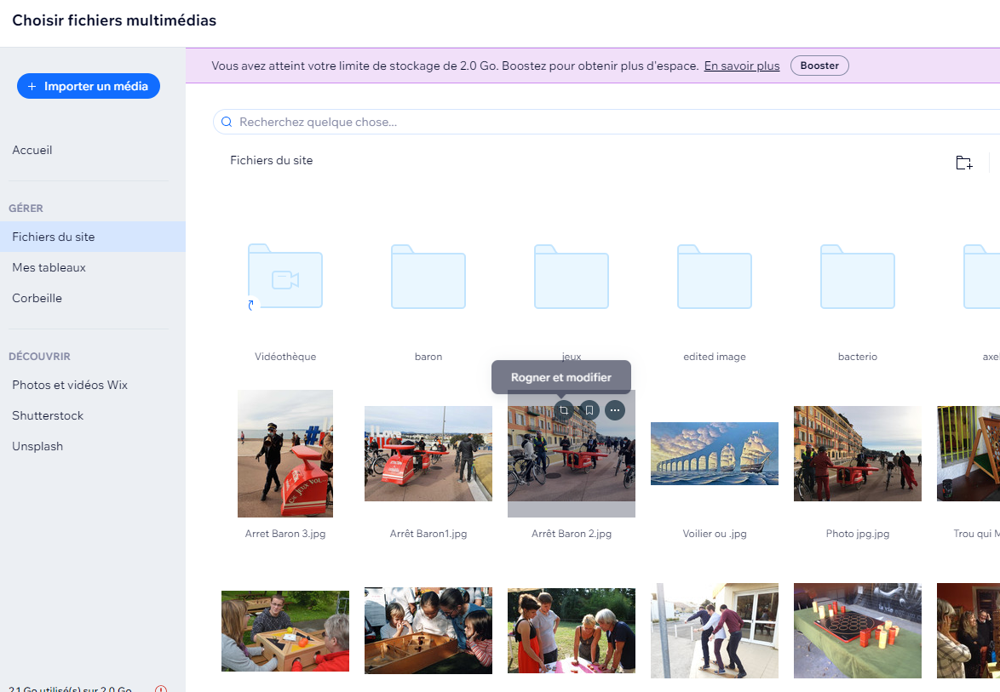 Choisir fichiers multimédias
Vous avez atteint votre limite de stockage de 2.0 Go. Boostez pour obtenir plus d'espace. En savoir plus Booster
+ Importer un média
Recherchez quelque chose...
Accueil
Fichiers du site
GÉRER
Fichiers du site
Mes tableaux
Corbeille
DÉCOUVRIR
Photos et vidéos Wix
Shutterstock
Unsplash
Vidéothèque
baron
jeux
edited image
bacterio
Rogner et modifier
Arret Baron 3.jpg
Arrêt Baron1.jpg
Arrêt Baron 2.jpg
Voilier ou .jpg
Photo jpg.jpg
Trou qui
2.1 Go utilisé(s) sur 2.0 Go